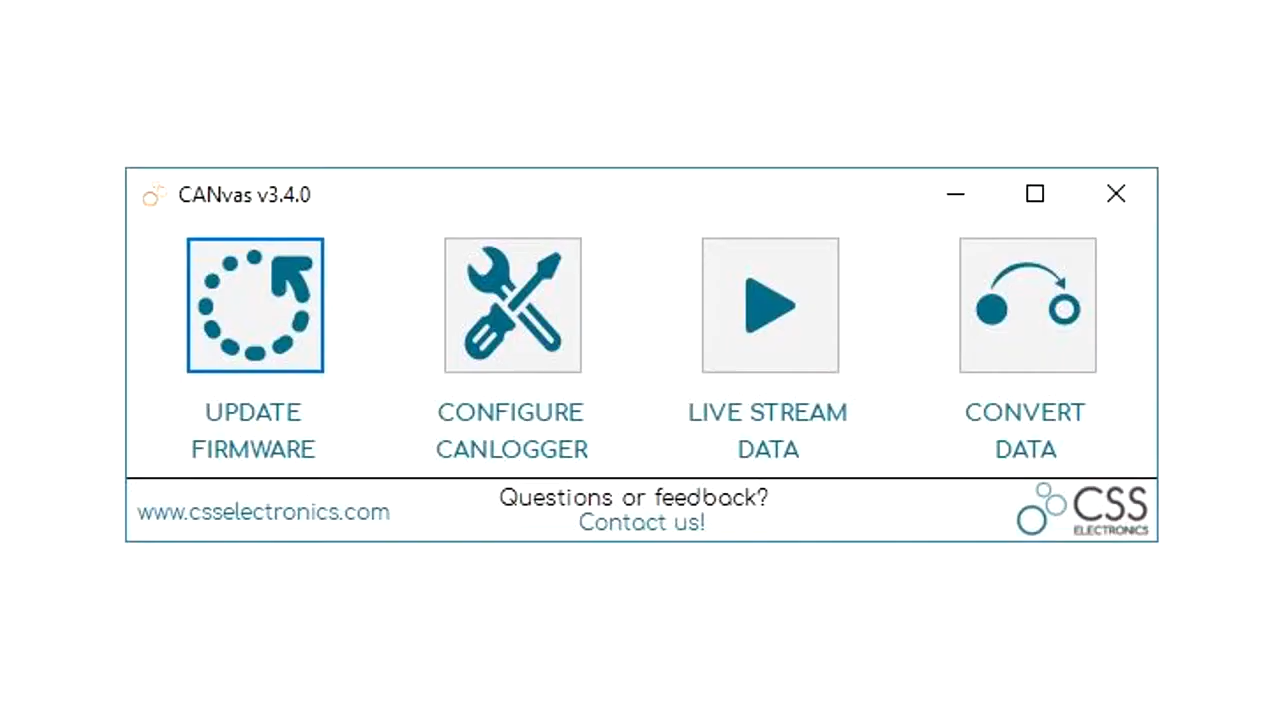 CANvas v3.4.0
UPDATE
FIRMWARE
CONFIGURE
CANLOGGER
LIVE STREAM
DATA
CONVERT
DATA
www.csselectronics.com
Questions or feedback?
Contact us!
CSS
ELECTRONICS